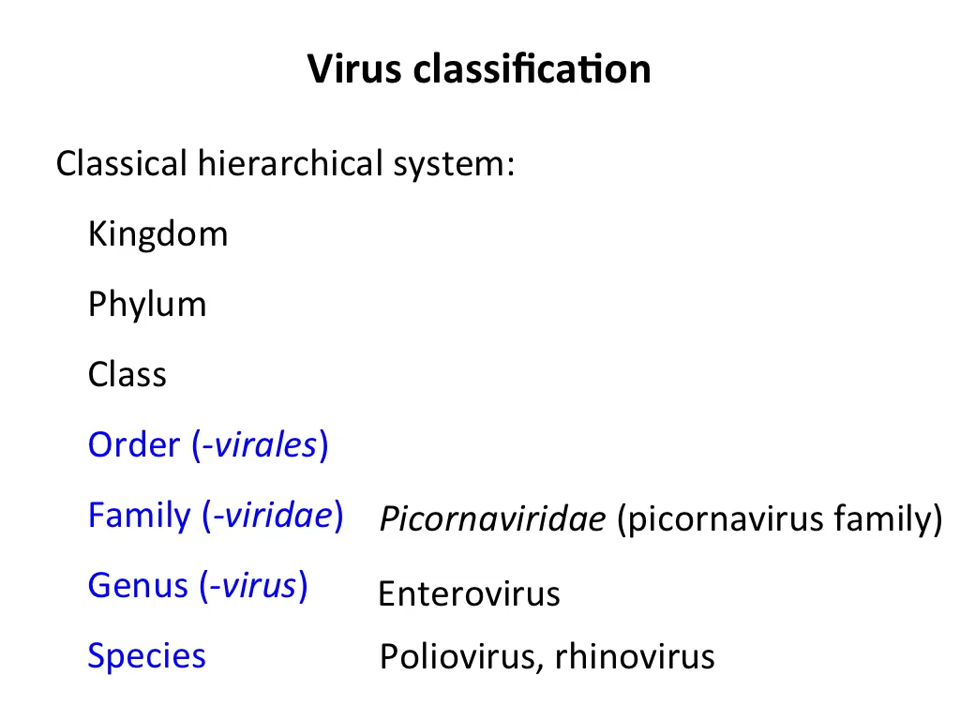 Virus classification
Classical hierarchical system:
Kingdom
Phylum
Class
Order (-virales)
Family (-viridae) Picornaviridae (picornavirus family)
Genus (-virus) Enterovirus
Species Poliovirus, rhinovirus